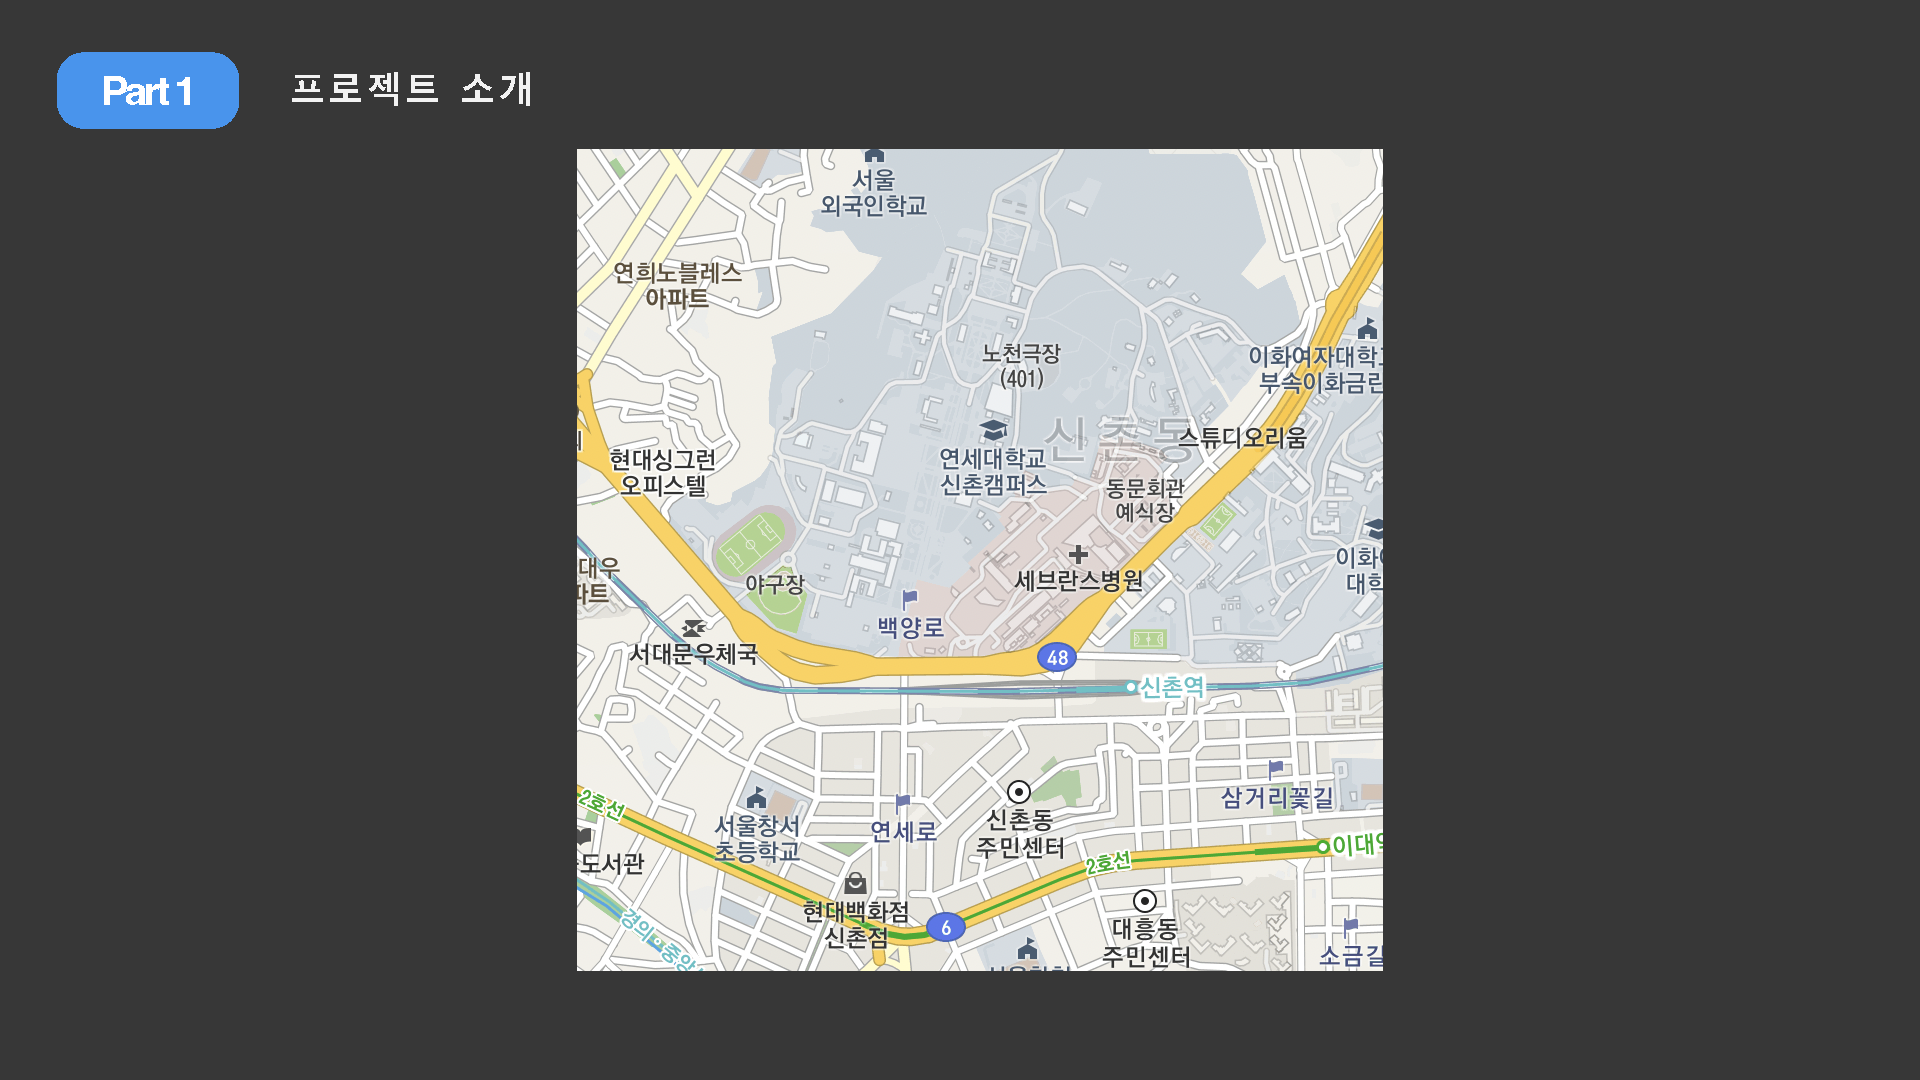 Part 1
프로젝트 소개
서울
외국인학교
연희노블레스
아파트
노천극장
(401)
이화여자대학
부속이화금란
신촌동
스튜디오리움
현대싱그런
오피스텔
연세대학교
신촌캠퍼스
동문회관
예식장
이화
대학
대우
파트
야구장
세브란스병원
백양로
서대문우체국
48
신촌역
2호선
삼거리꽃길
서울창서
초등학교
연세로
신촌동
주민센터
도서관
2호선
이대역
현대백화점
신촌점
6
대흥동
주민센터
경의·중앙
소금길